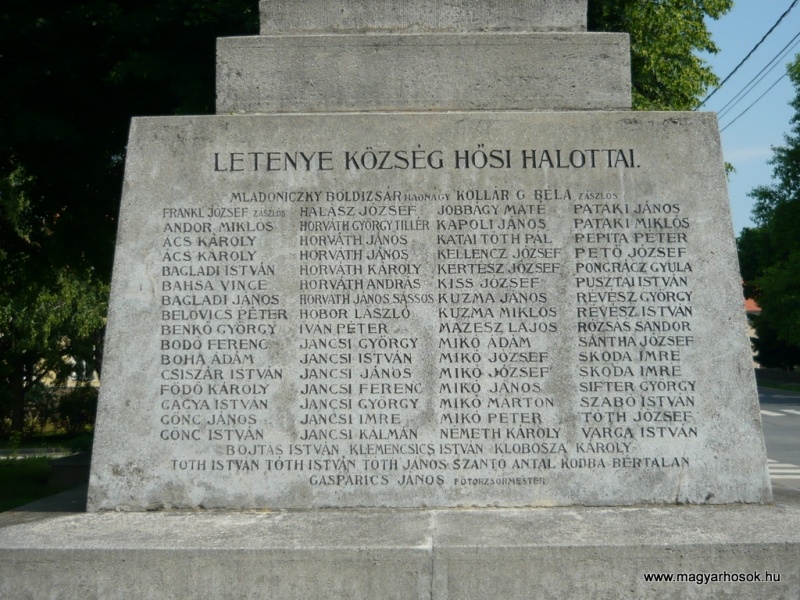 LETENYE KÖZSÉG HŐSI HALOTTAI.
MLADONICZKY BOLDIZSÁR HADNAGY KOLLÁR G. BÉLA ZÁSZLÓS
FRANKL JÓZSEF ZÁSZLÓS HALÁSZ JÓZSEF JOBBÁGY MÁTÉ PATAKI JÁNOS
ANDOR MIKLÓS HORVÁTH GYÖRGY TILLÉR KAPOLI JÁNOS PATAKI MIKLÓS
ÁCS KÁROLY HORVÁTH JÁNOS KATAI TÓTH PÁL PEPITA PÉTER
ÁCS KÁROLY HORVÁTH JÁNOS KELLENCZ JÓZSEF PETŐ JÓZSEF
BAGLADI ISTVÁN HORVÁTH KÁROLY KERTÉSZ JÓZSEF PONGRÁCZ GYULA
BAHSA VINCE HORVÁTH ANDRÁS KISS JÓZSEF PUSZTAI ISTVÁN
BAGLADI JÁNOS HORVÁTH JÁNOS SASSOS KUZMA JÁNOS RÉVÉSZ GYÖRGY
BELOVICS PÉTER HOBOR LÁSZLÓ KUZMA MIKLÓS RÉVÉSZ ISTVÁN
BENKŐ GYÖRGY IVÁN PÉTER MAZESZ LAJOS RÓZSÁS SÁNDOR
BODÓ FERENC JANCSI GYÖRGY MIKÓ ÁDÁM SÁNTHA JÓZSEF
BOHA ÁDÁM JANCSI ISTVÁN MIKÓ JÓZSEF SKODA IMRE
CSISZÁR ISTVÁN JANCSI JÁNOS MIKÓ JÓZSEF SKODA IMRE
FÖDŐ KÁROLY JANCSI FERENC MIKÓ JÁNOS SIFTER GYÖRGY
GAGYA ISTVÁN JANCSI GYÖRGY MIKÓ MÁRTON SZABÓ ISTVÁN
GÖNC JÁNOS JANCSI IMRE MIKÓ PÉTER TÓTH JÓZSEF
GÖNC ISTVÁN JANCSI KÁLMÁN NÉMETH KÁROLY VARGA ISTVÁN
BOJTÁS ISTVÁN KLEMENCSICS ISTVÁN KLOBOSZA KÁROLY
TÓTH ISTVÁN TÓTH ISTVÁN TÓTH JÁNOS SZÁNTÓ ANTAL KODBA BERTALAN
GÁSPÁRICS JÁNOS FŐTÖRZSŐRMESTER
www.magyarhosok.hu